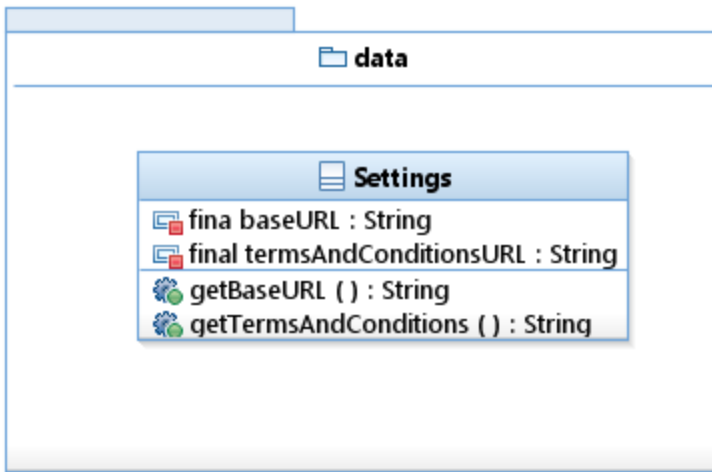 data
Settings
fina baseURL : String
final termsAndConditionsURL : String
getBaseURL ( ) : String
getTermsAndConditions ( ) : String